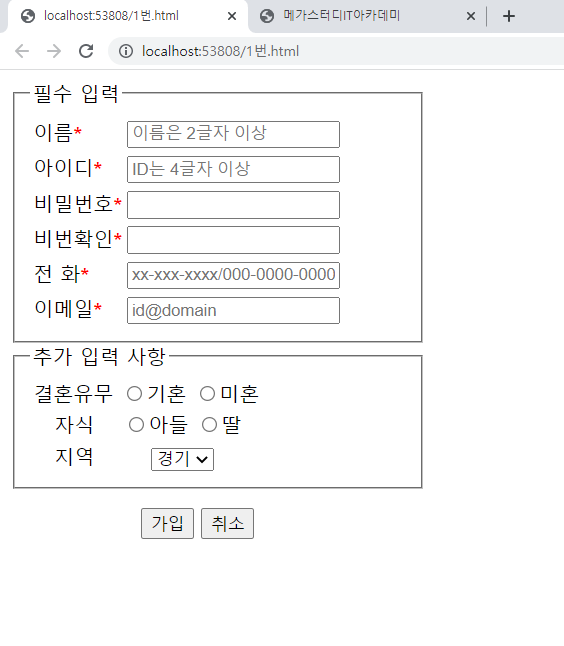 localhost:53808/1번.html
메가스터디IT아카데미
localhost:53808/1번.html
필수 입력
이름* 이름은 2글자 이상
아이디* ID는 4글자 이상
비밀번호*
비번확인*
전 화* xx-xxx-xxxx/000-0000-0000
이메일* id@domain
추가 입력 사항
결혼유무 기혼 미혼
자식 아들 딸
지역 경기
가입 취소